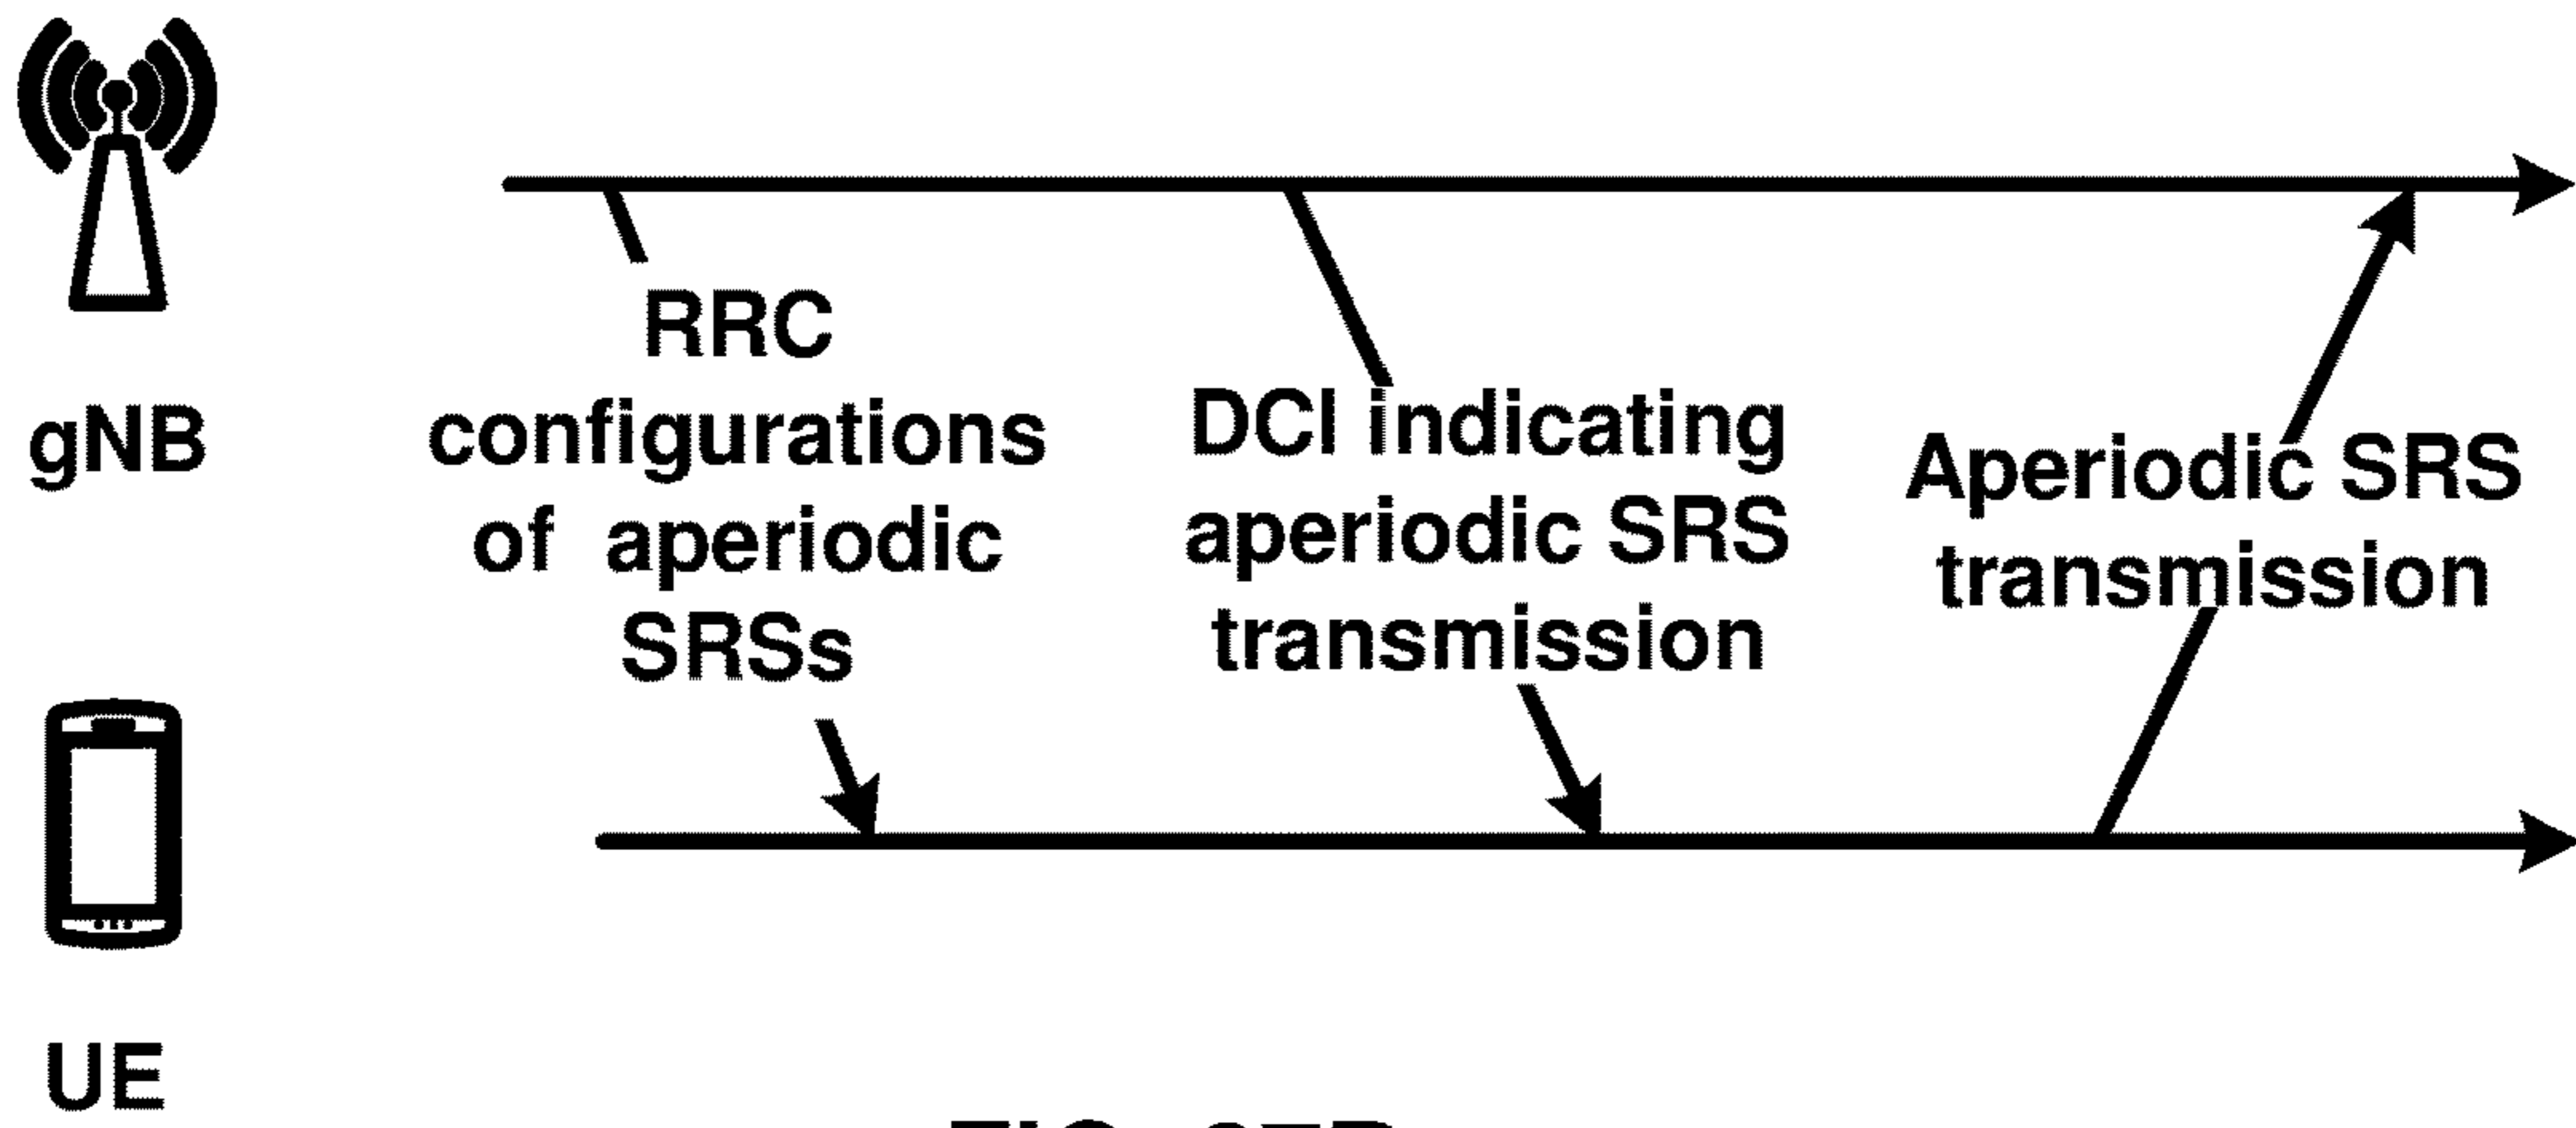 gNB
RRC
configurations
of aperiodic
SRSs
DCI indicating
aperiodic SRS
transmission
Aperiodic SRS
transmission
UE